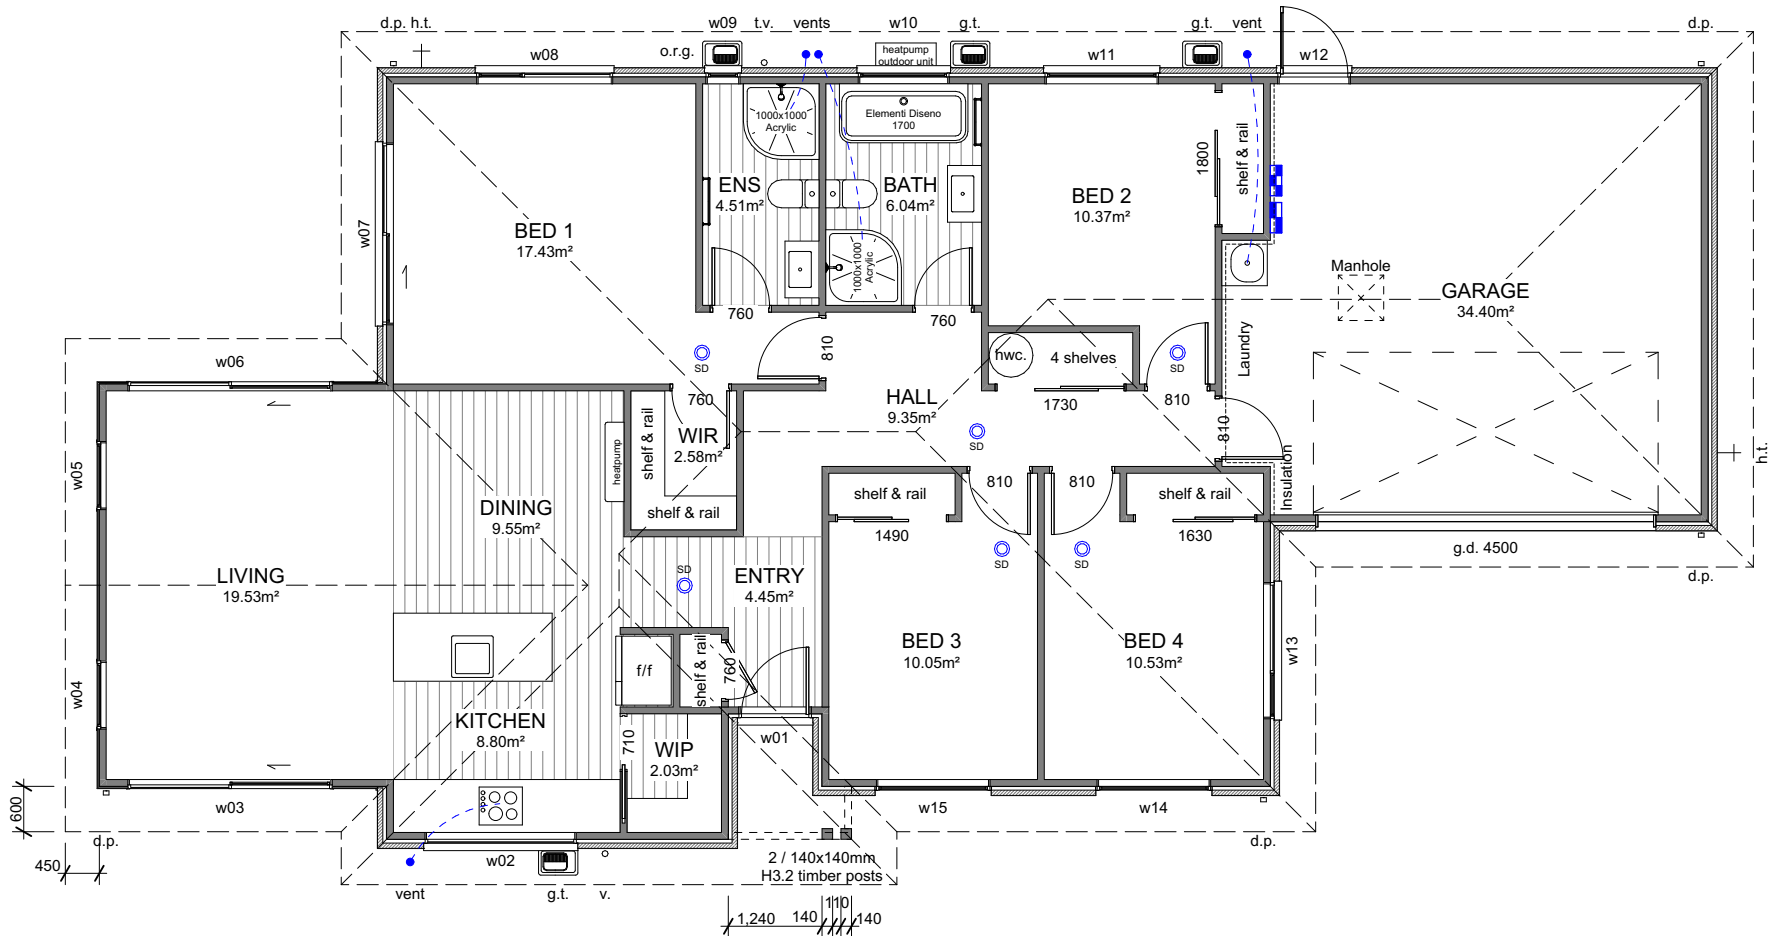 d.p. h.t.
w09
t.v.
vents
w10
g.t.
g.t.
vent
d.p.
w08
o.r.g.
heatpump
outdoor unit
w11
w12
1000x1000
Acrylic
Elementi Diseno
1700
1800
shelf & rail
ENS
4.51m²
BATH
6.04m²
BED 2
10.37m²
w07
BED 1
17.43m²
1000x1000
Acrylic
Manhole
GARAGE
34.40m²
760
760
810
Laundry
w06
SD
hwc.
4 shelves
SD
760
HALL
9.35m²
1730
810
810
shelf & rail
WIR
2.58m²
SD
w05
heatpump
h.t.
810
810
Insulation
shelf & rail
shelf & rail
DINING
9.55m²
shelf & rail
1490
1630
g.d. 4500
SD
SD
SD
d.p.
LIVING
19.53m²
ENTRY
4.45m²
BED 3
10.05m²
BED 4
10.53m²
w13
f/f
shelf & rail
760
w04
KITCHEN
8.80m²
710
WIP
2.03m²
w01
w03
w15
w14
600
d.p.
d.p.
450
w02
2 / 140x140mm
H3.2 timber posts
vent
g.t.
v.
1,240
140
110
140